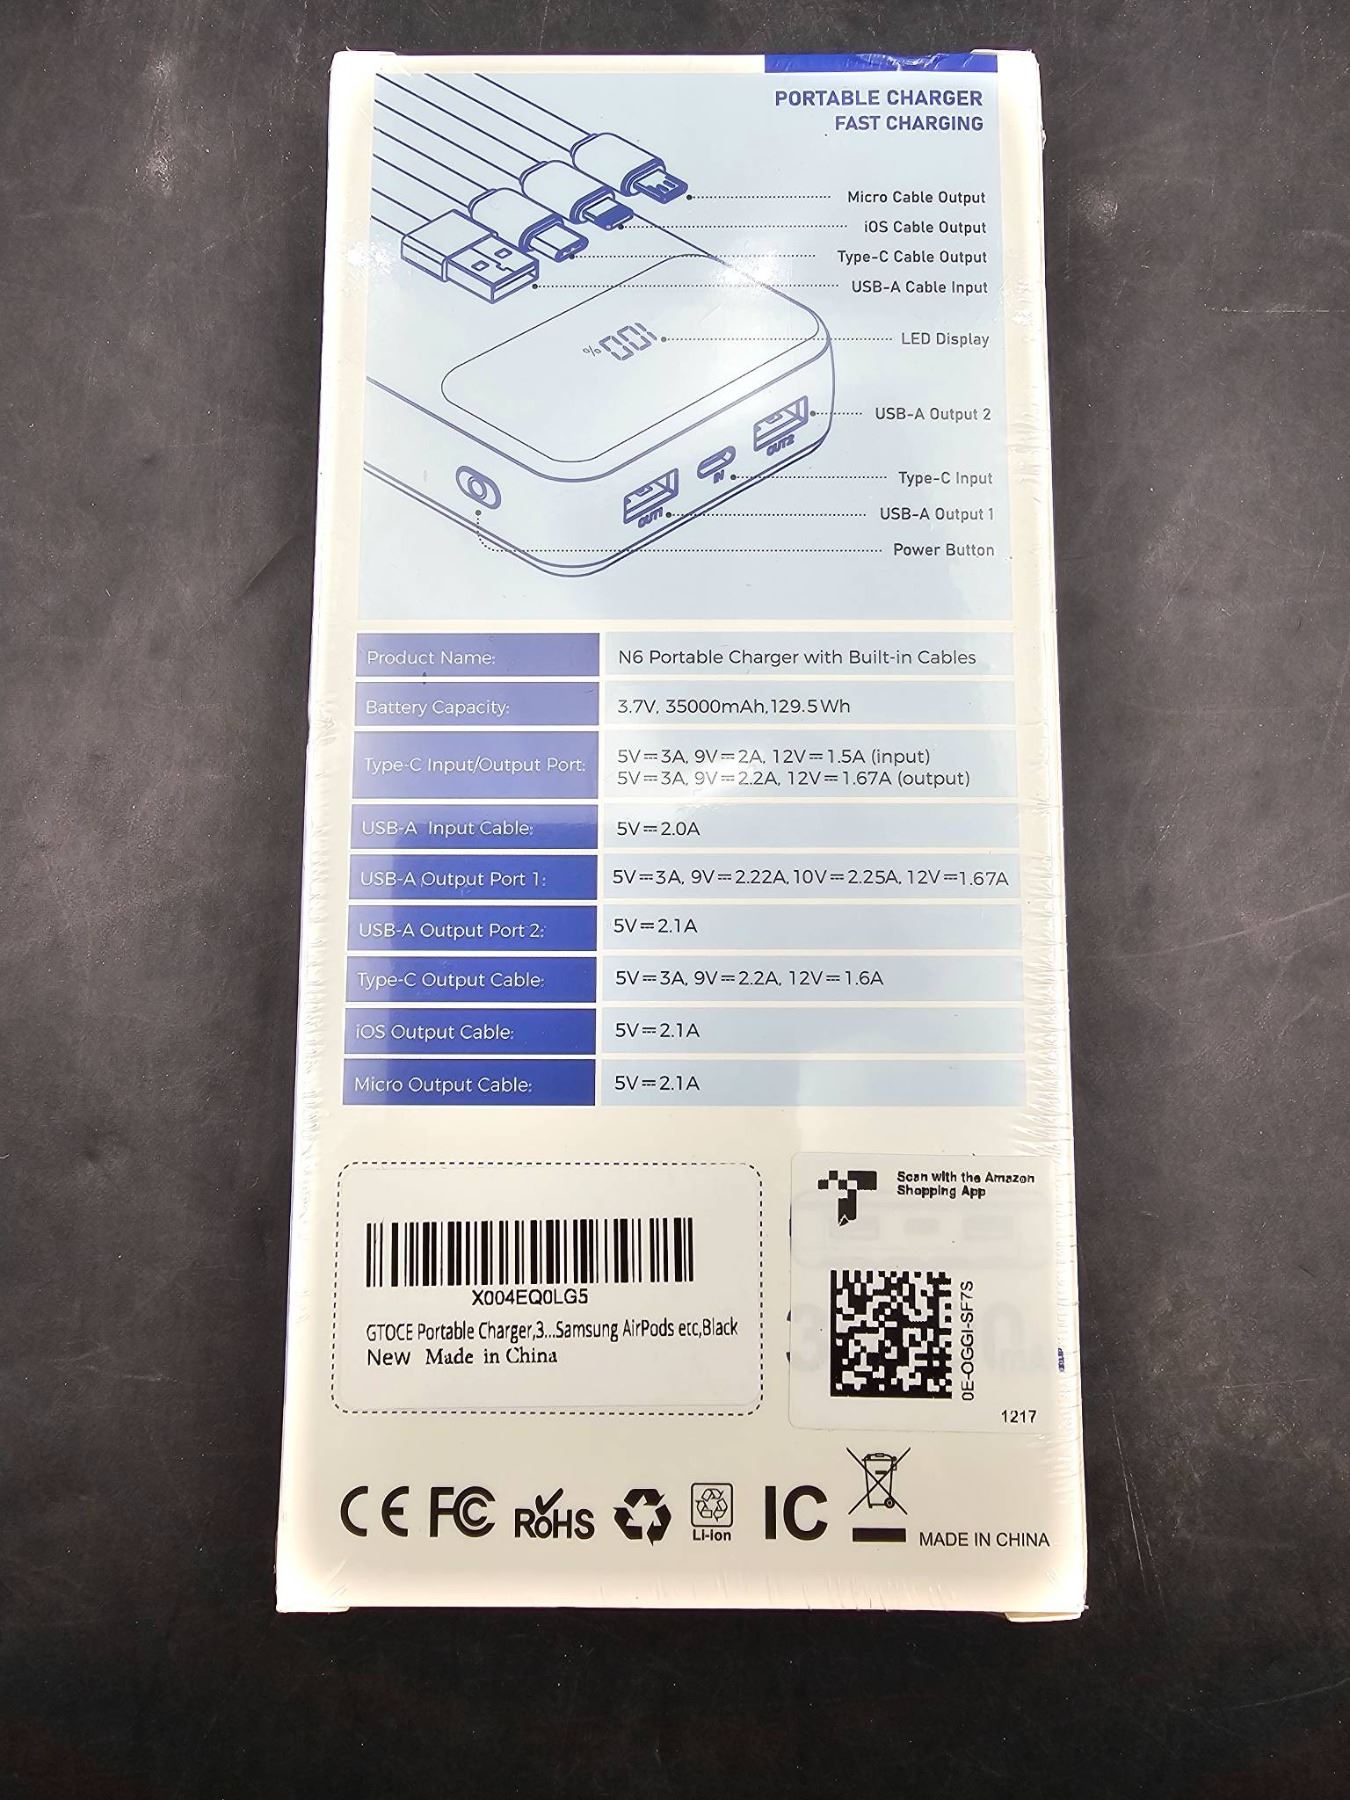 PORTABLE CHARGER
FAST CHARGING
Micro Cable Output
iOS Cable Output
Type-C Cable Output
USB-A Cable Input
100%
LED Display
USB-A Output 2
OUT2
IN
Type-C Input
OUT1
USB-A Output 1
Power Button
Product Name: N6 Portable Charger with Built-in Cables
Battery Capacity: 3.7V, 35000mAh,129.5Wh
Type-C Input/Output Port: 5V⎓3A, 9V⎓2A, 12V⎓1.5A (input)
5V⎓3A, 9V⎓2.2A, 12V⎓1.67A (output)
USB-A Input Cable: 5V⎓2.0A
USB-A Output Port 1: 5V⎓3A, 9V⎓2.22A, 10V⎓2.25A, 12V⎓1.67A
USB-A Output Port 2: 5V⎓2.1A
Type-C Output Cable: 5V⎓3A, 9V⎓2.2A, 12V⎓1.6A
iOS Output Cable: 5V⎓2.1A
Micro Output Cable: 5V⎓2.1A
Scan with the Amazon
Shopping App
X004EQ0LG5
GTOCE Portable Charger,3...Samsung AirPods etc,Black
New Made in China
0E-OGGI-SF7S
1217
CE FC RoHS Li-Ion IC MADE IN CHINA